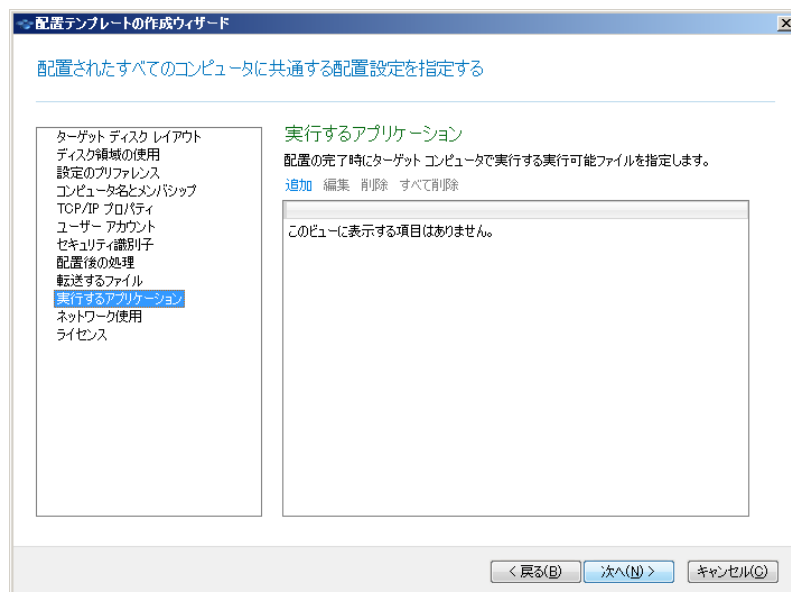 配置テンプレートの作成ウィザード
配置されたすべてのコンピュータに共通する配置設定を指定する
ターゲット ディスク レイアウト
ディスク領域の使用
設定のプリファレンス
コンピュータ名とメンバシップ
TCP/IP プロパティ
ユーザー アカウント
セキュリティ識別子
配置後の処理
転送するファイル
実行するアプリケーション
ネットワーク使用
ライセンス
実行するアプリケーション
配置の完了時にターゲット コンピュータで実行する実行可能ファイルを指定します。
追加 編集 削除 すべて削除
このビューに表示する項目はありません。
< 戻る(B) 次へ(N) > キャンセル(C)